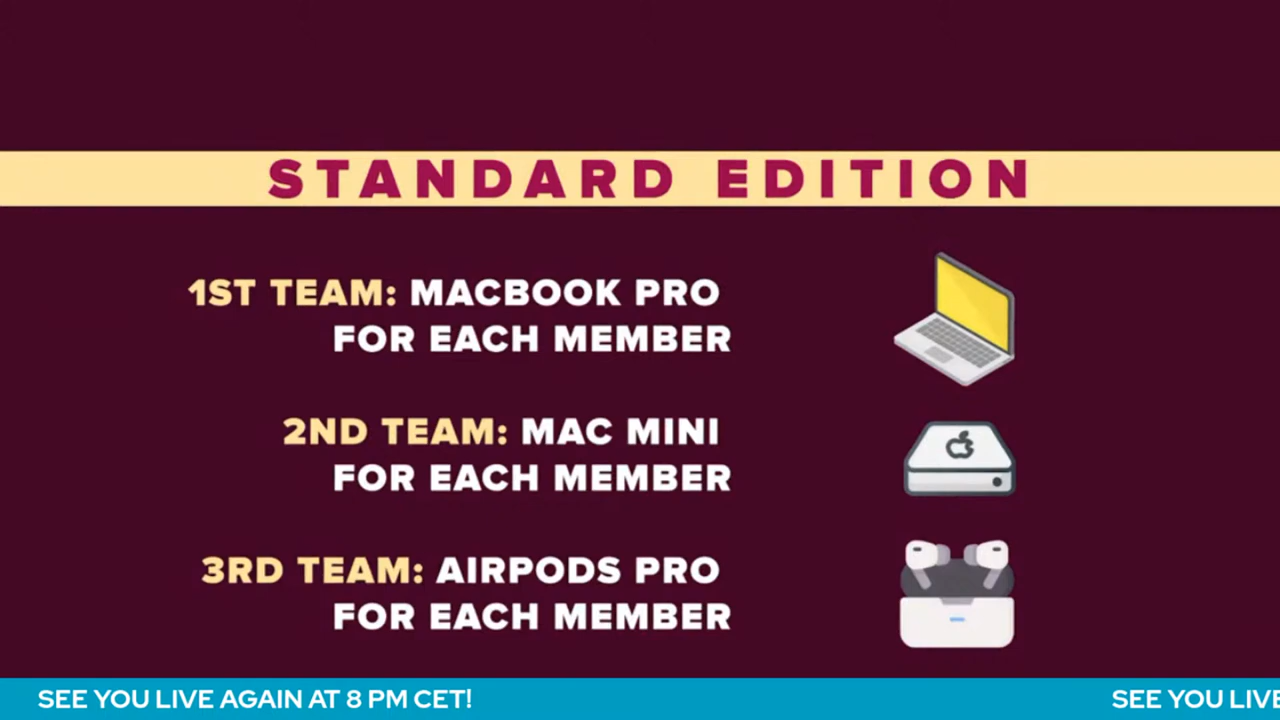 STANDARD EDITION
1ST TEAM: MACBOOK PRO
FOR EACH MEMBER
2ND TEAM: MAC MINI
FOR EACH MEMBER
3RD TEAM: AIRPODS PRO
FOR EACH MEMBER
SEE YOU LIVE AGAIN AT 8 PM CET! SEE YOU LIVE